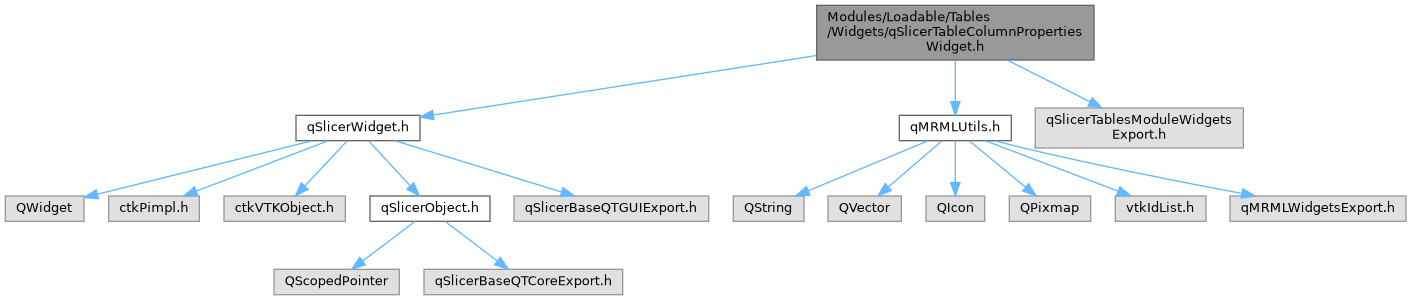 Modules/Loadable/Tables
/Widgets/qSlicerTableColumnProperties
Widget.h
qSlicerWidget.h
qMRMLUtils.h
qSlicerTablesModuleWidgets
Export.h
QWidget
ctkPimpl.h
ctkVTKObject.h
qSlicerObject.h
qSlicerBaseQTGUIExport.h
QString
QVector
QIcon
QPixmap
vtkIdList.h
qMRMLWidgetsExport.h
QScopedPointer
qSlicerBaseQTCoreExport.h